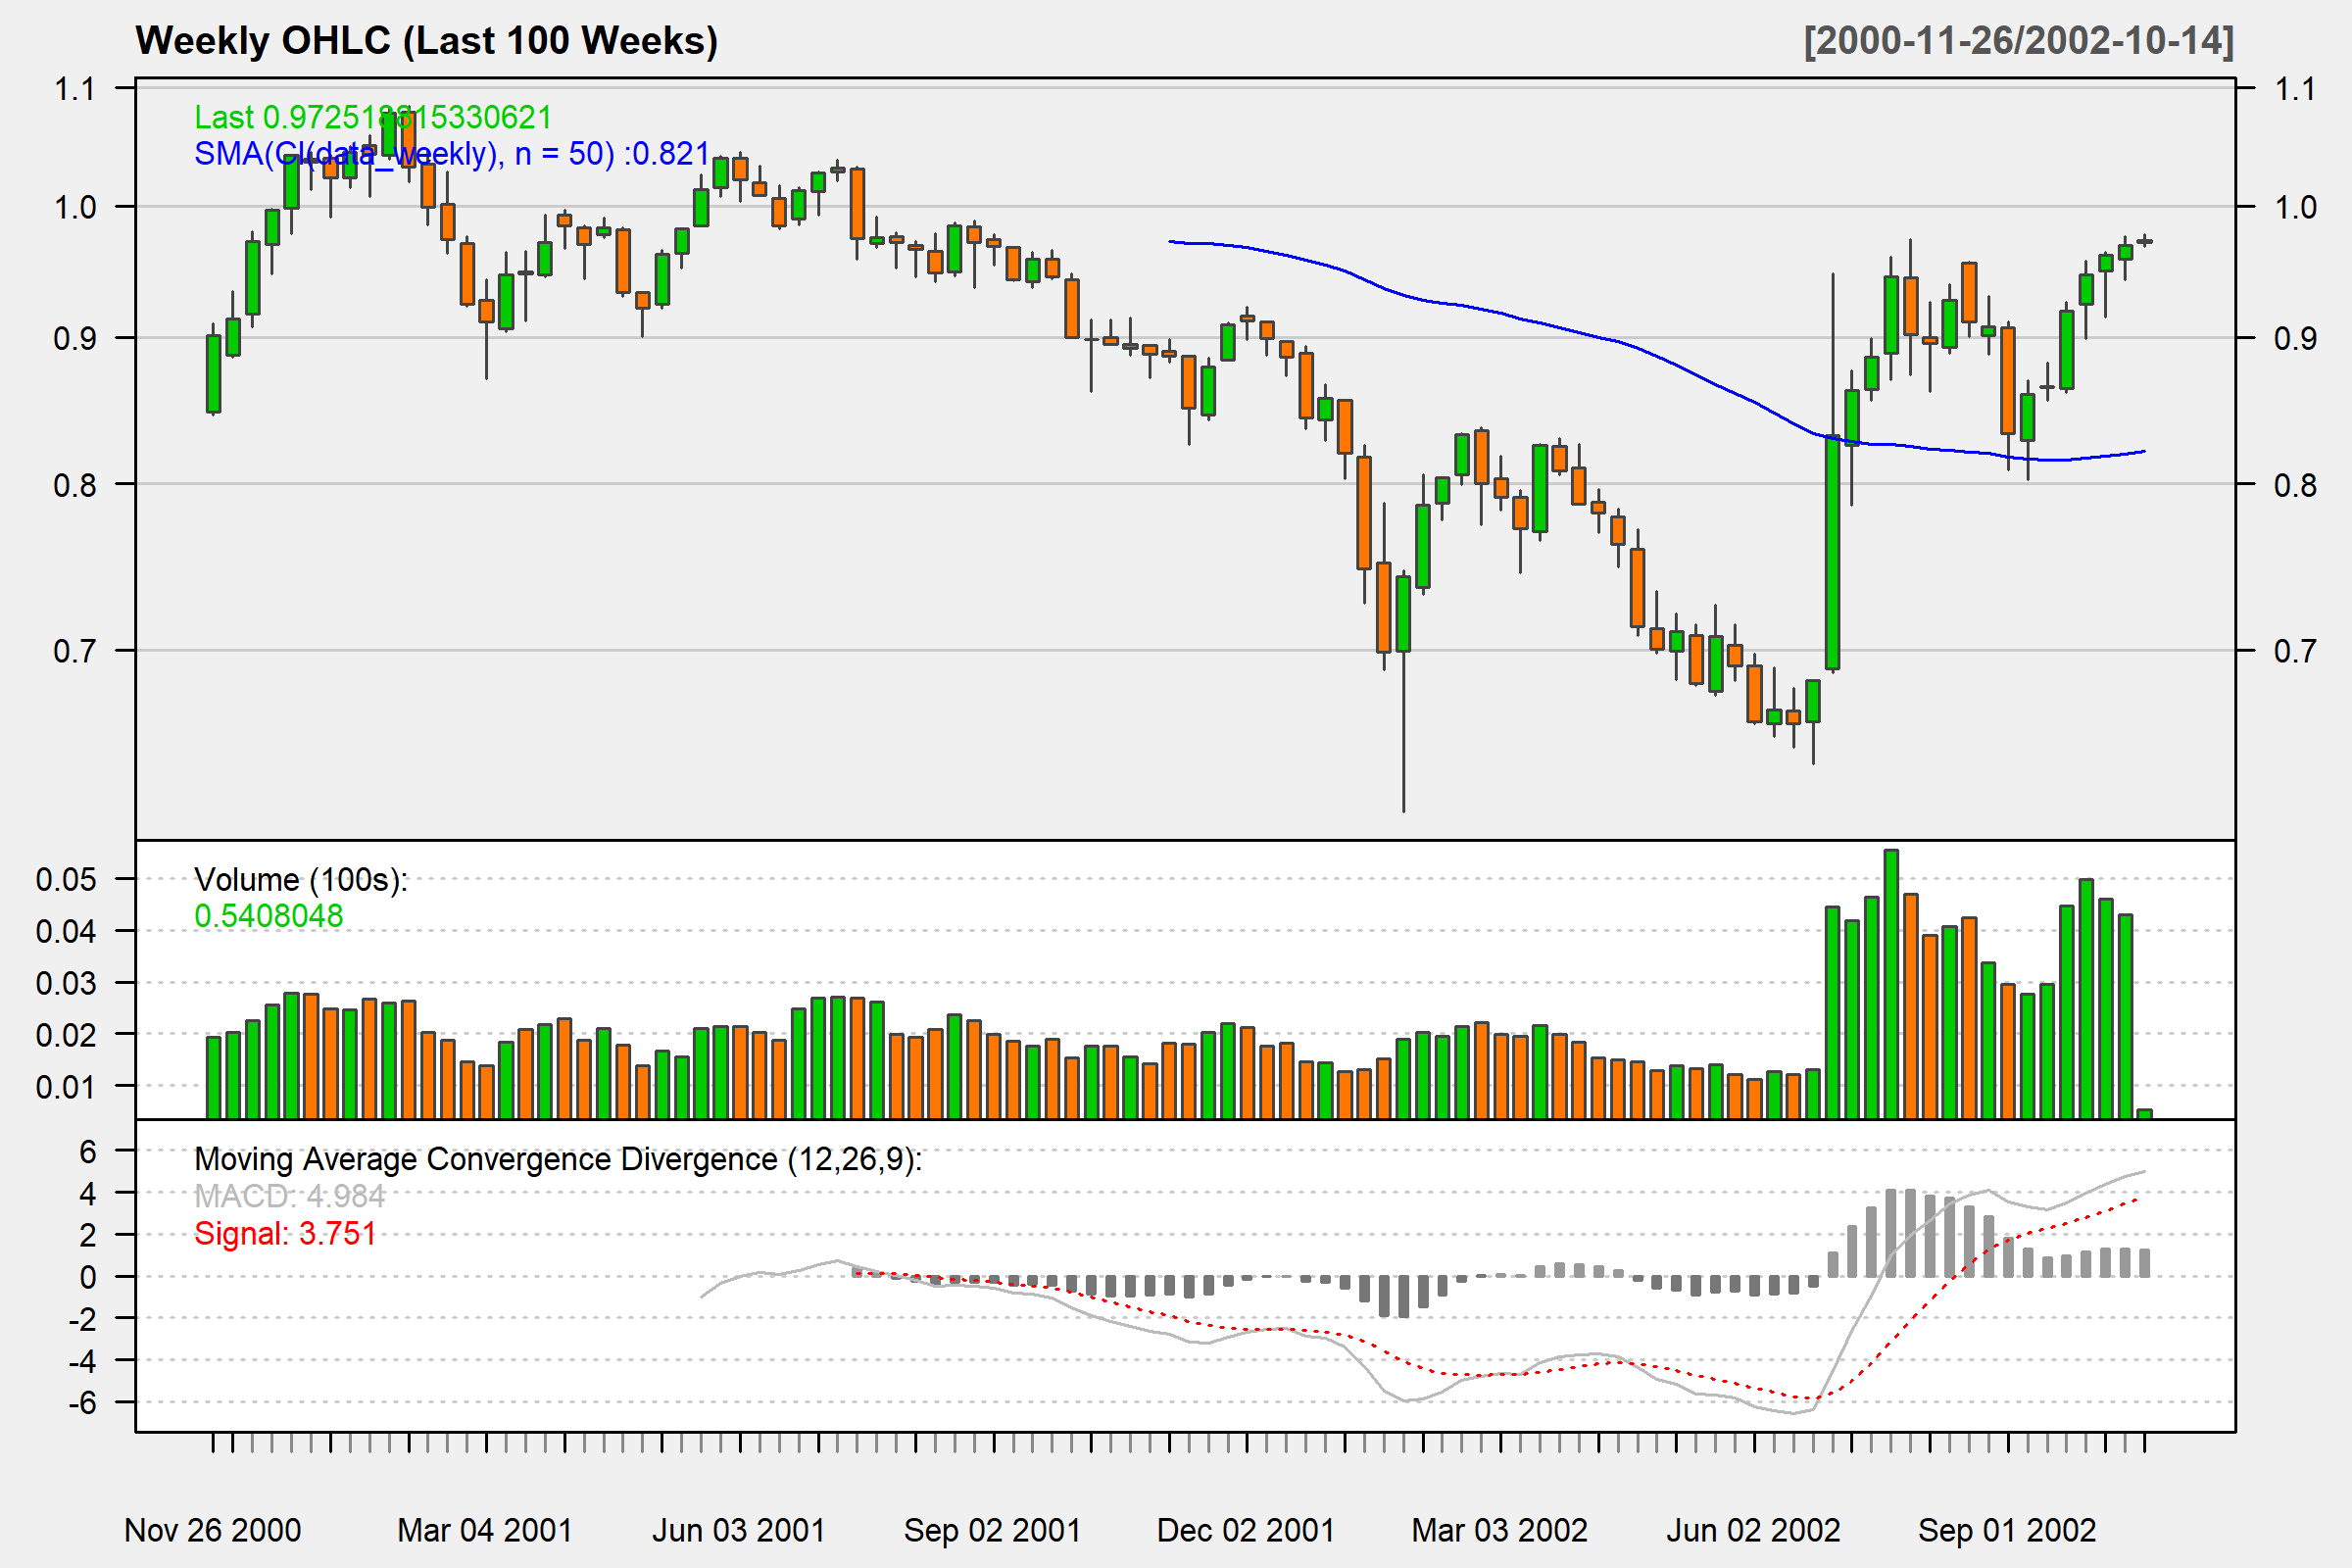 Weekly OHLC (Last 100 Weeks) [2000-11-26/2002-10-14]
1.1 1.1
Last 0.972518815330621
SMA(Cl(data_weekly), n = 50) :0.821
1.0 1.0
0.9 0.9
0.8 0.8
0.7 0.7
Volume (100s):
0.05
0.5408048
0.04
0.03
0.02
0.01
Moving Average Convergence Divergence (12,26,9):
6
MACD: 4.984
4
Signal: 3.751
2
0
-2
-4
-6
Nov 26 2000 Mar 04 2001 Jun 03 2001 Sep 02 2001 Dec 02 2001 Mar 03 2002 Jun 02 2002 Sep 01 2002